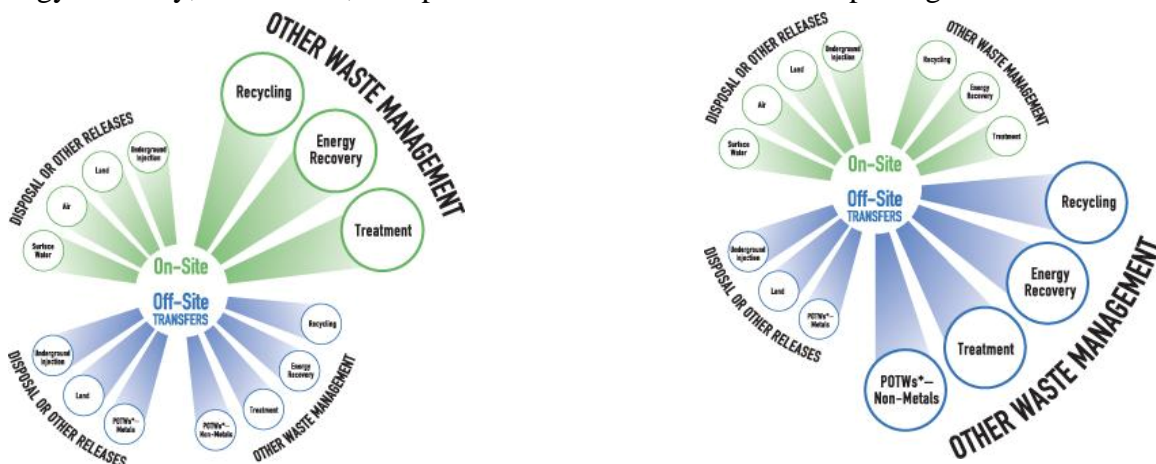 OTHER WASTE MANAGEMENT
Recycling
Energy
Recovery
Treatment
DISPOSAL OR OTHER RELEASES
Underground
Injection
Land
Air
Surface
Water
On-Site
Off-Site
TRANSFERS
Recycling
Energy
Recovery
Treatment
POTWs*–
Non-Metals
OTHER WASTE MANAGEMENT
Underground
Injection
Land
POTWs*–
Metals
DISPOSAL OR OTHER RELEASES
DISPOSAL OR OTHER RELEASES
Underground
Injection
Land
Air
Surface
Water
OTHER WASTE MANAGEMENT
Recycling
Energy
Recovery
Treatment
On-Site
Off-Site
TRANSFERS
Recycling
Energy
Recovery
Treatment
POTWs*–
Non-Metals
OTHER WASTE MANAGEMENT
Underground
Injection
Land
POTWs*–
Metals
DISPOSAL OR OTHER RELEASES